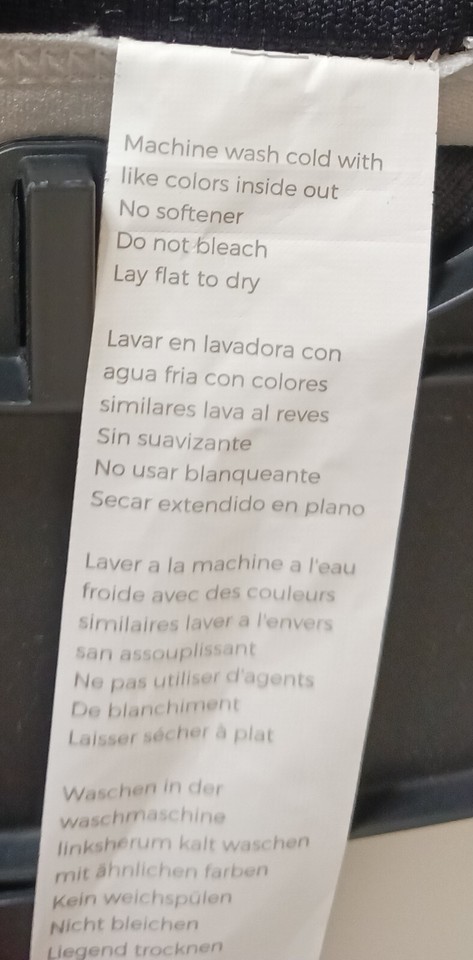 Machine wash cold with
like colors inside out
No softener
Do not bleach
Lay flat to dry
Lavar en lavadora con
agua fria con colores
similares lava al reves
Sin suavizante
No usar blanqueante
Secar extendido en plano
Laver a la machine a l'eau
froide avec des couleurs
similaires laver a l'envers
san assouplissant
Ne pas utiliser d'agents
De blanchiment
Laisser sécher à plat
Waschen in der
waschmaschine
linksherum kalt waschen
mit ähnlichen farben
Kein weichspülen
Nicht bleichen
Liegend trocknen